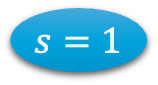 s = 1